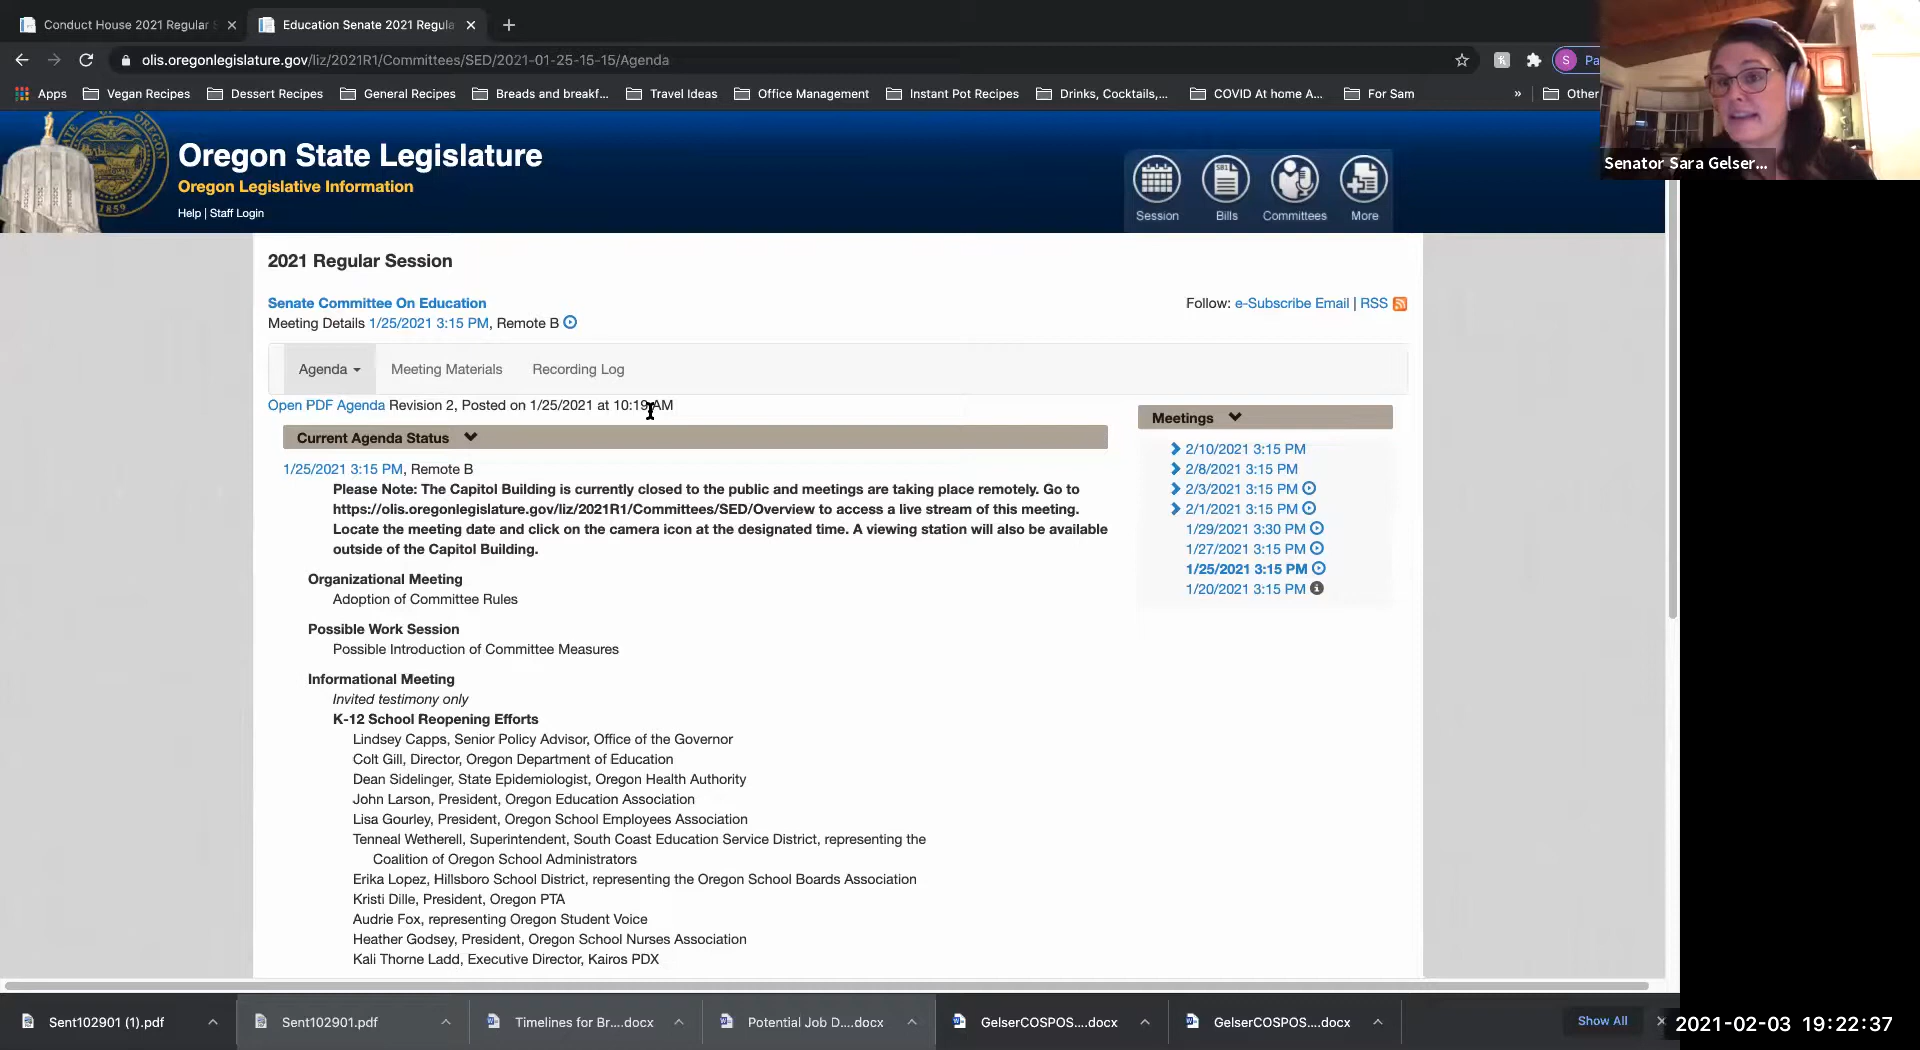 Conduct House 2021 Regular S
Education Senate 2021 Regula
olis.oregonlegislature.gov/liz/2021R1/Committees/SED/2021-01-25-15-15/Agenda
S Pa
Apps Vegan Recipes Dessert Recipes General Recipes Breads and breakf... Travel Ideas Office Management Instant Pot Recipes Drinks, Cocktails,... COVID At home A... For Sam » Other
Senator Sara Gelser...
Oregon State Legislature
Oregon Legislative Information
Help | Staff Login
Session Bills Committees More
2021 Regular Session
Senate Committee On Education
Follow: e-Subscribe Email | RSS
Meeting Details 1/25/2021 3:15 PM, Remote B
Agenda Meeting Materials Recording Log
Open PDF Agenda Revision 2, Posted on 1/25/2021 at 10:19 AM
Current Agenda Status
1/25/2021 3:15 PM, Remote B
Please Note: The Capitol Building is currently closed to the public and meetings are taking place remotely. Go to
https://olis.oregonlegislature.gov/liz/2021R1/Committees/SED/Overview to access a live stream of this meeting.
Locate the meeting date and click on the camera icon at the designated time. A viewing station will also be available
outside of the Capitol Building.
Organizational Meeting
Adoption of Committee Rules
Possible Work Session
Possible Introduction of Committee Measures
Informational Meeting
Invited testimony only
K-12 School Reopening Efforts
Lindsey Capps, Senior Policy Advisor, Office of the Governor
Colt Gill, Director, Oregon Department of Education
Dean Sidelinger, State Epidemiologist, Oregon Health Authority
John Larson, President, Oregon Education Association
Lisa Gourley, President, Oregon School Employees Association
Tenneal Wetherell, Superintendent, South Coast Education Service District, representing the
Coalition of Oregon School Administrators
Erika Lopez, Hillsboro School District, representing the Oregon School Boards Association
Kristi Dille, President, Oregon PTA
Audrie Fox, representing Oregon Student Voice
Heather Godsey, President, Oregon School Nurses Association
Kali Thorne Ladd, Executive Director, Kairos PDX
Meetings
2/10/2021 3:15 PM
2/8/2021 3:15 PM
2/3/2021 3:15 PM
2/1/2021 3:15 PM
1/29/2021 3:30 PM
1/27/2021 3:15 PM
1/25/2021 3:15 PM
1/20/2021 3:15 PM
Sent102901 (1).pdf Sent102901.pdf Timelines for Br....docx Potential Job D....docx GelserCOSPOS....docx GelserCOSPOS....docx Show All
2021-02-03 19:22:37